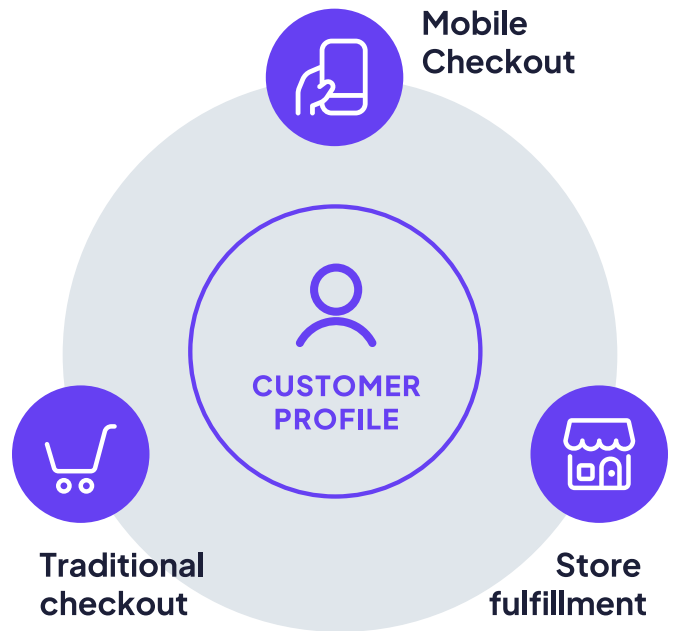 Mobile
Checkout
CUSTOMER
PROFILE
Traditional
checkout
Store
fulfillment